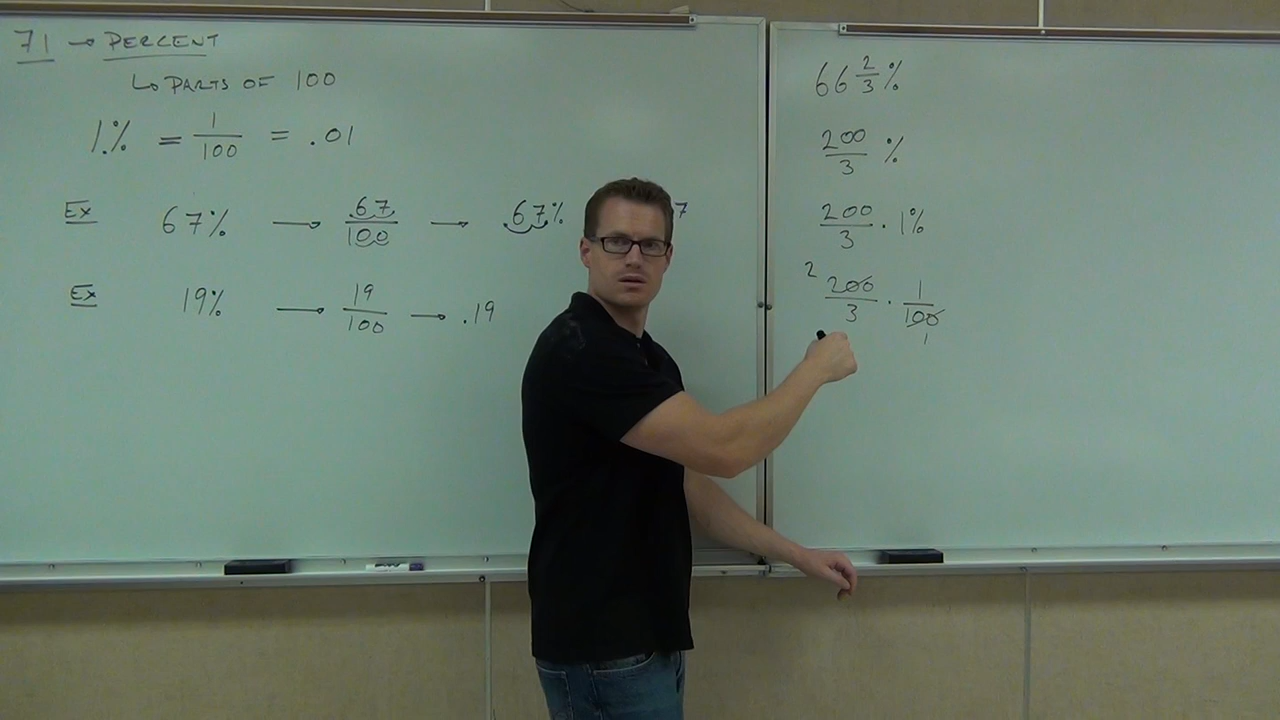 71 → PERCENT
↳ PARTS OF 100
1% = 1/100 = .01
Ex 67% → 67/100 → 67% 7
Ex 19% → 19/100 → .19
66 2/3 %
200/3 %
200/3 · 1%
2 200/3 · 1/100 1